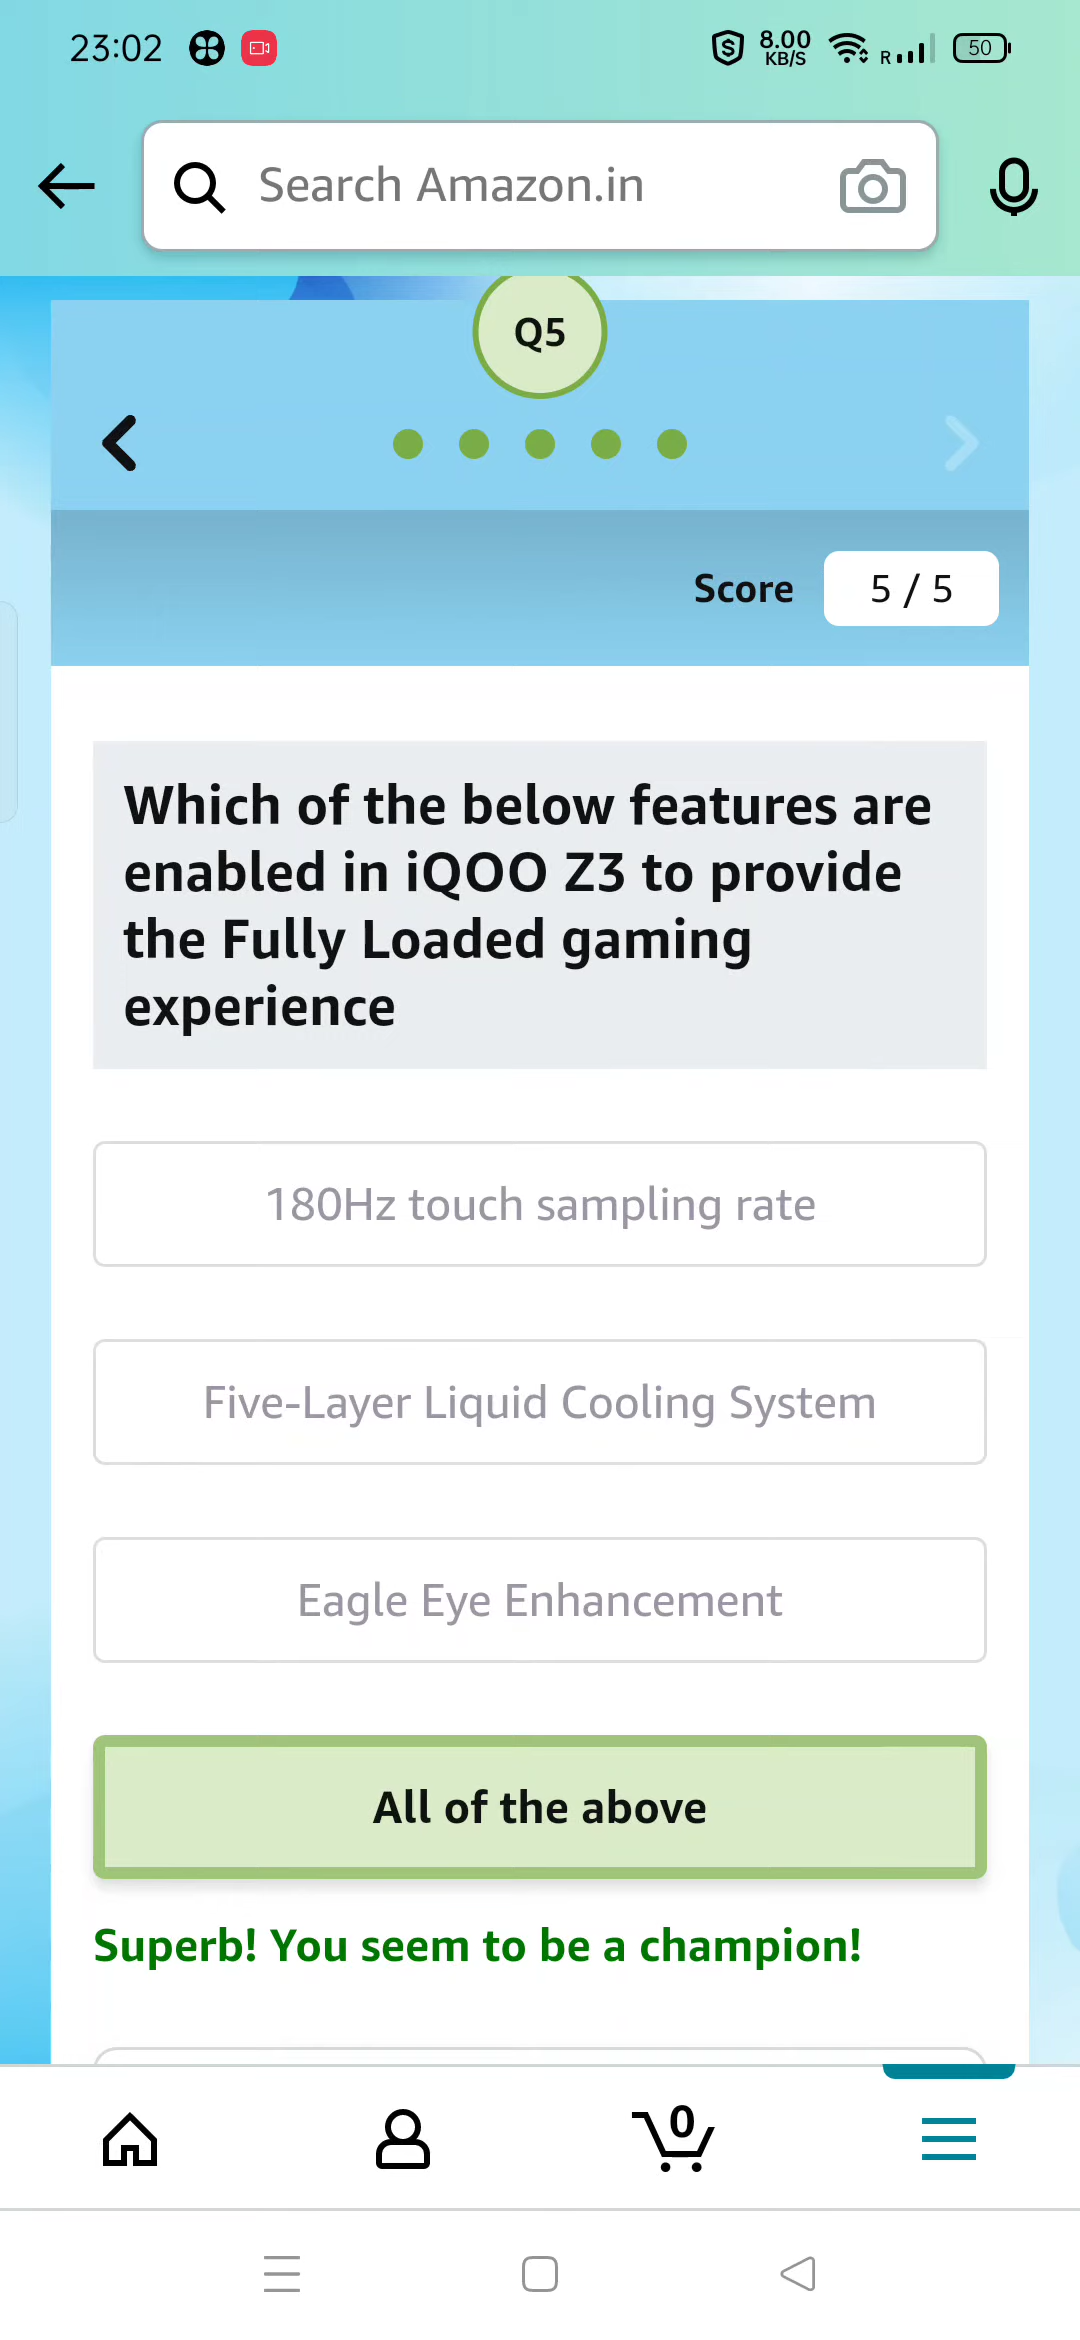 23:02
8.00
KB/S
R
50
Search Amazon.in
Q5
Score
5 / 5
Which of the below features are
enabled in iQOO Z3 to provide
the Fully Loaded gaming
experience
180Hz touch sampling rate
Five-Layer Liquid Cooling System
Eagle Eye Enhancement
All of the above
Superb! You seem to be a champion!
0